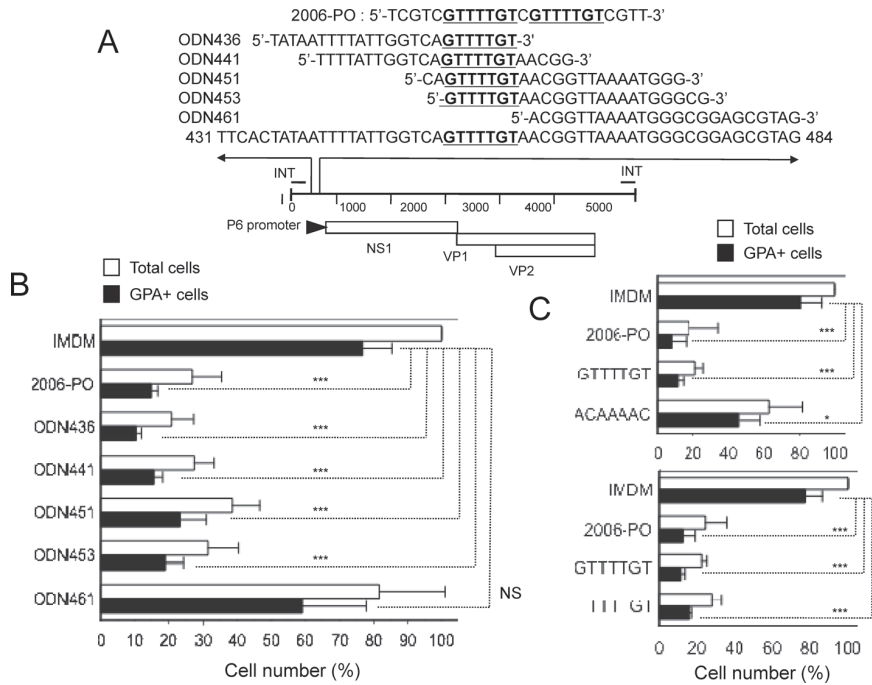 2006-PO : 5'-TCGTCGTTTTGTCGTTTTGTCGTT-3'
A
ODN436 5'-TATAATTTTATTGGTCAGTTTTGT-3'
ODN441 5'-TTTTATTGGTCAGTTTTGTAACGG-3'
ODN451 5'-CAGTTTTGTAACGGTTAAAATGGG-3'
ODN453 5'-GTTTTGTAACGGTTAAAATGGGCG-3'
ODN461 5'-ACGGTTAAAATGGGCGGAGCGTAG-3'
431 TTCACTATAATTTTATTGGTCAGTTTTGTAACGGTTAAAATGGGCGGAGCGTAG 484
INT INT
0 1000 2000 3000 4000 5000
P6 promoter
NS1
VP1
VP2
B
Total cells
GPA+ cells
IMDM
2006-PO ***
ODN436 ***
ODN441 ***
ODN451 ***
ODN453 ***
ODN461 NS
0 10 20 30 40 50 60 70 80 90 100
Cell number (%)
C
Total cells
GPA+ cells
IMDM
2006-PO ***
GTTTTGT ***
ACAAAAC *
0 20 40 60 80 100
IMDM
2006-PO ***
GTTTTGT ***
***
0 20 40 60 80 100
Cell number (%)